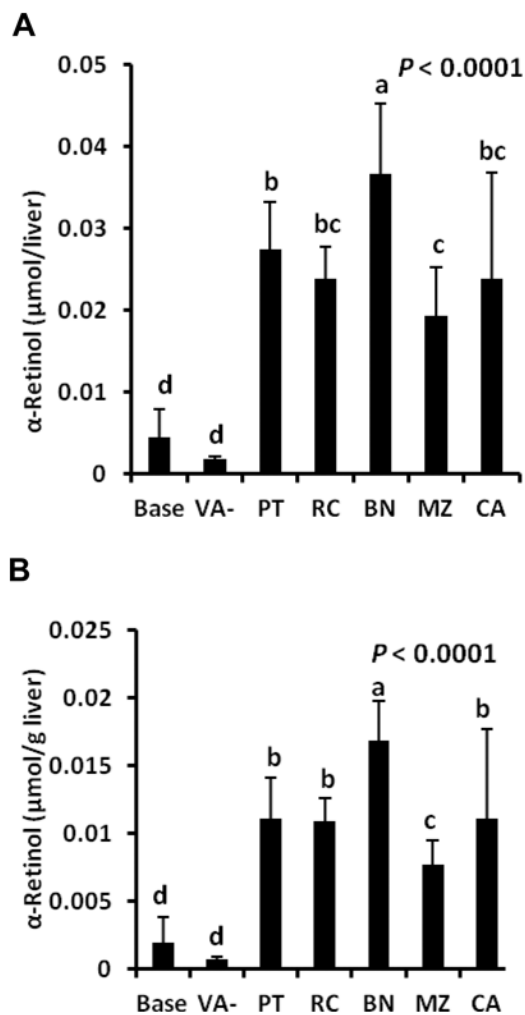 A
0.05
P < 0.0001
a
0.04
b
bc
bc
c
0.03
0.02
0.01
d
d
0
α-Retinol (µmol/liver)
Base VA- PT RC BN MZ CA
B
0.025
P < 0.0001
a
0.02
b
b
b
c
0.015
0.01
0.005
d
d
0
α-Retinol (µmol/g liver)
Base VA- PT RC BN MZ CA